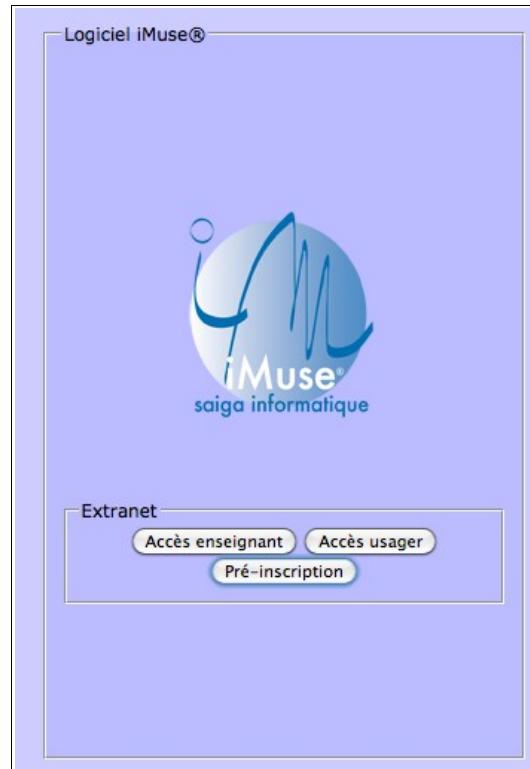 Logiciel iMuse®
iMuse®
saiga informatique
Extranet
Accès enseignant Accès usager
Pré-inscription